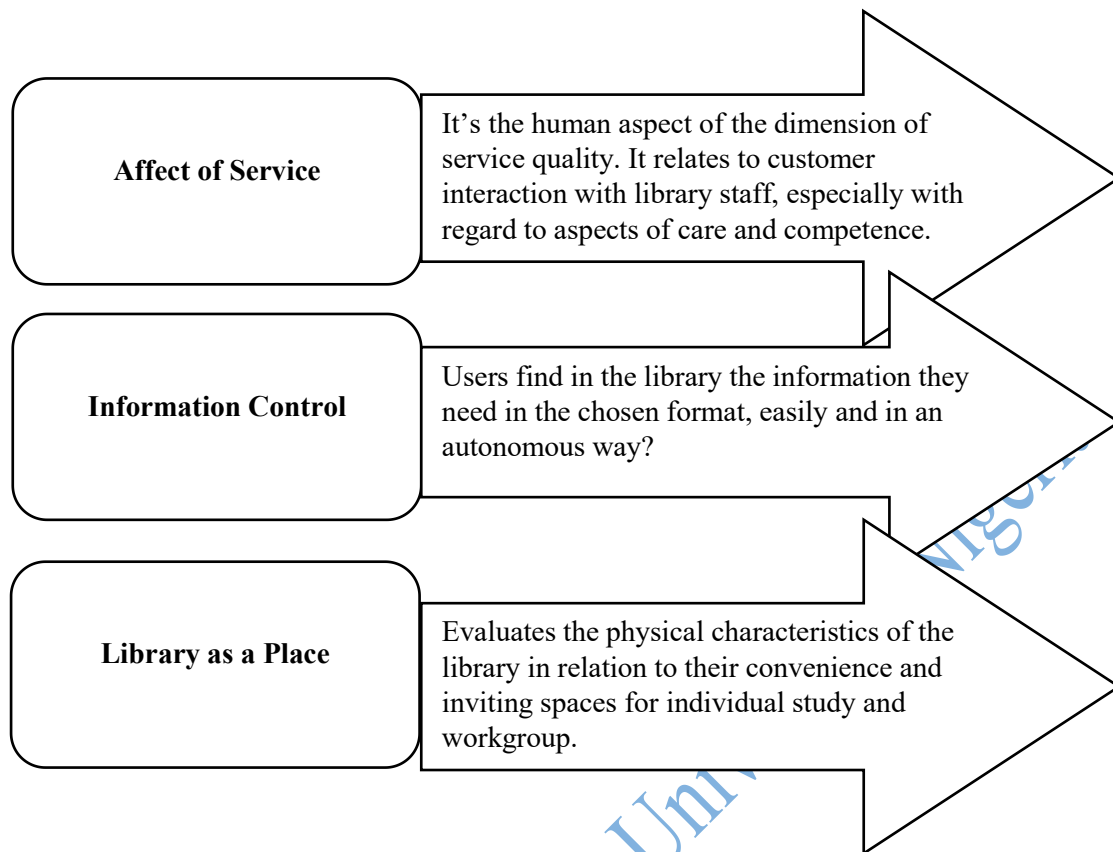 Affect of Service
It’s the human aspect of the dimension of
service quality. It relates to customer
interaction with library staff, especially with
regard to aspects of care and competence.
Information Control
Users find in the library the information they
need in the chosen format, easily and in an
autonomous way?
Library as a Place
Evaluates the physical characteristics of the
library in relation to their convenience and
inviting spaces for individual study and
workgroup.